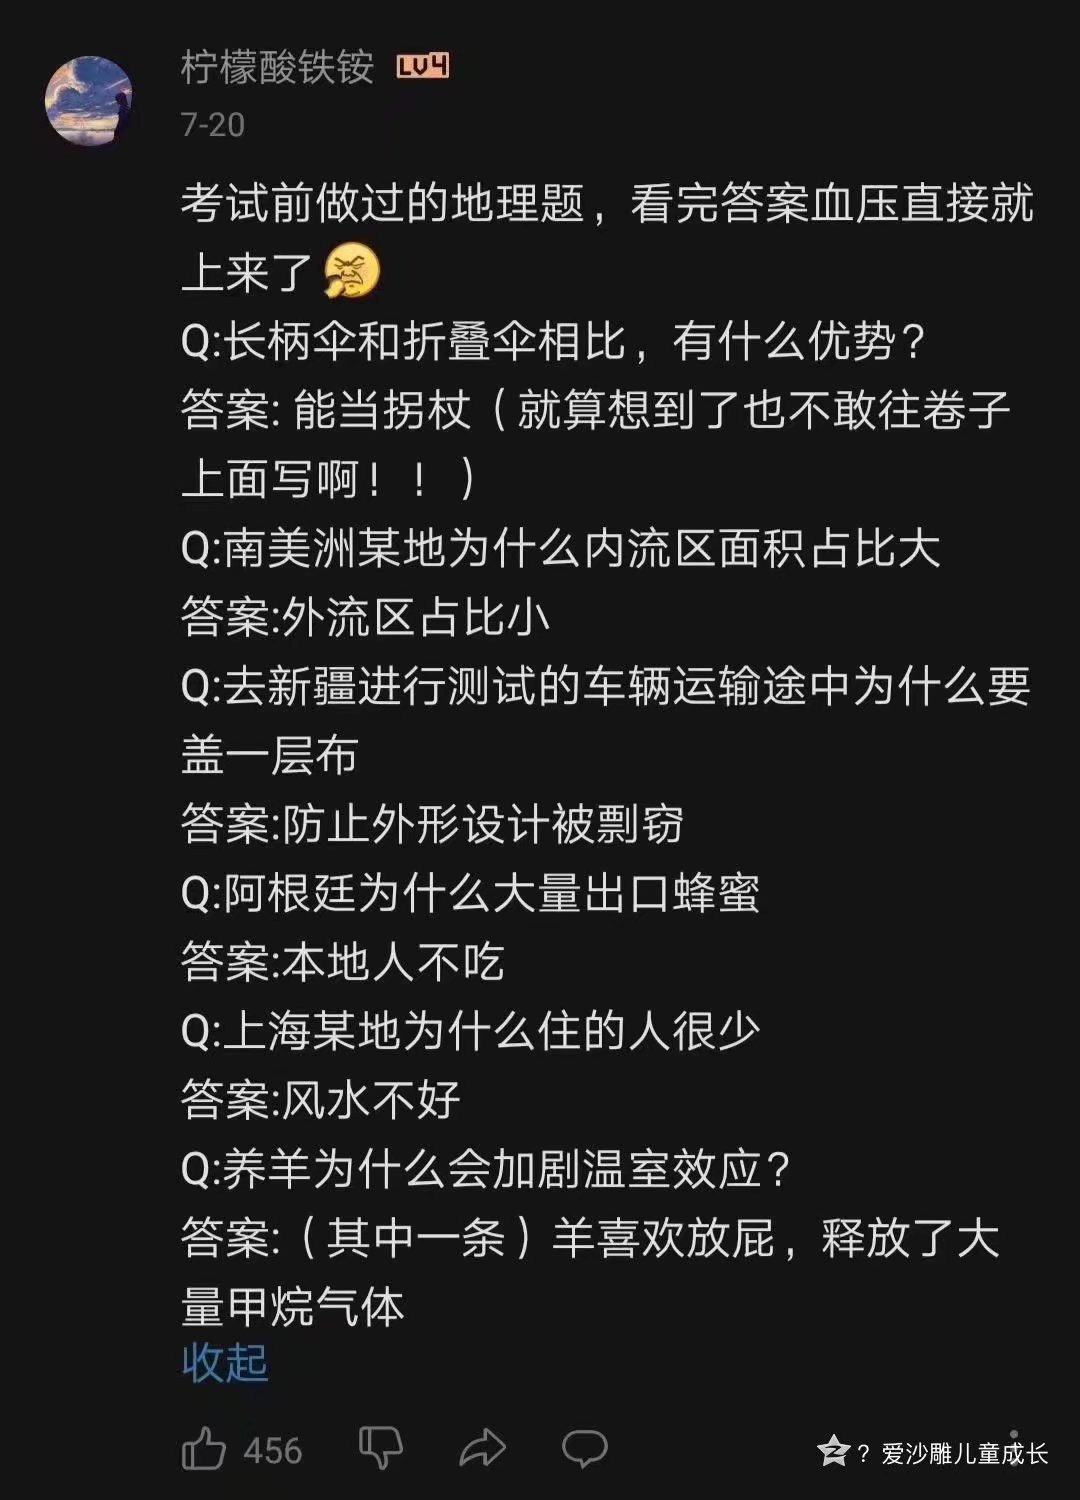 柠檬酸铁铵 LV4
7-20
考试前做过的地理题，看完答案血压直接就
上来了
Q:长柄伞和折叠伞相比，有什么优势？
答案: 能当拐杖（就算想到了也不敢往卷子
上面写啊！！）
Q:南美洲某地为什么内流区面积占比大
答案:外流区占比小
Q:去新疆进行测试的车辆运输途中为什么要
盖一层布
答案:防止外形设计被剽窃
Q:阿根廷为什么大量出口蜂蜜
答案:本地人不吃
Q:上海某地为什么住的人很少
答案:风水不好
Q:养羊为什么会加剧温室效应？
答案:（其中一条）羊喜欢放屁，释放了大
量甲烷气体
收起
456
？爱沙雕儿童成长